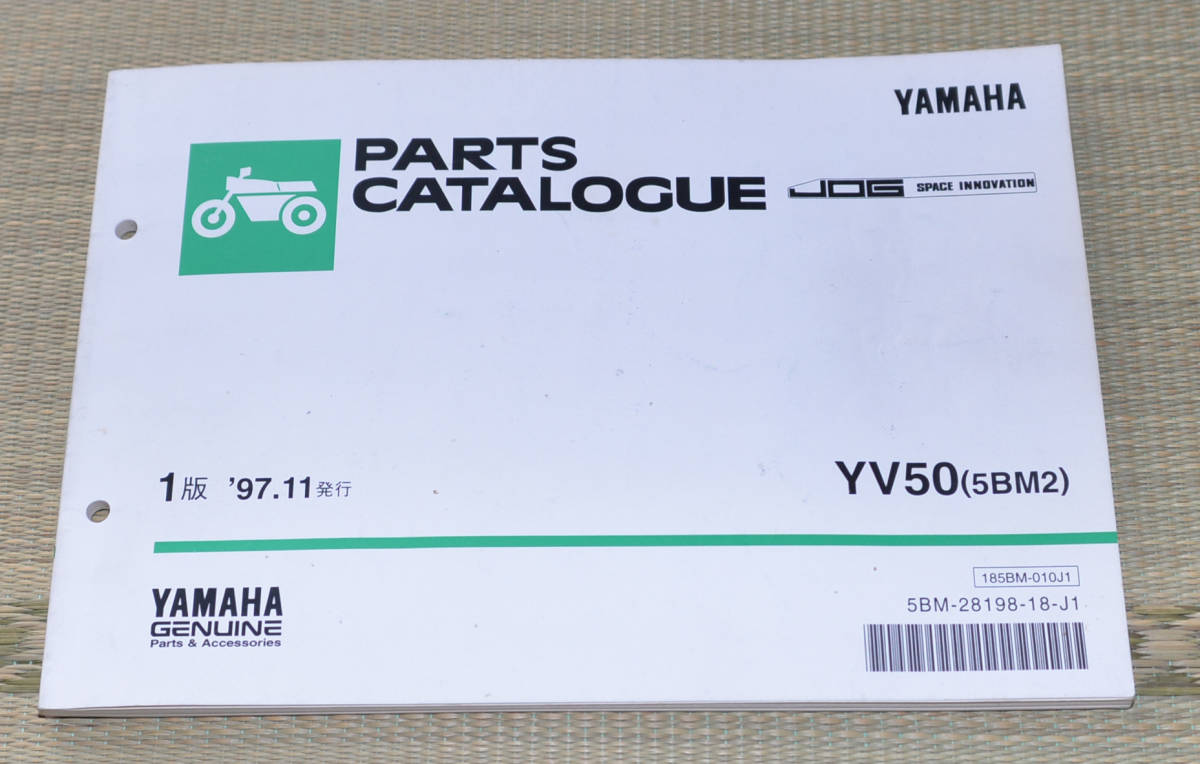 YAMAHA
PARTS
CATALOGUE
JOG SPACE INNOVATION
1版 '97.11発行
YV50(5BM2)
185BM-010J1
5BM-28198-18-J1
YAMAHA
GENUINE
Parts & Accessories